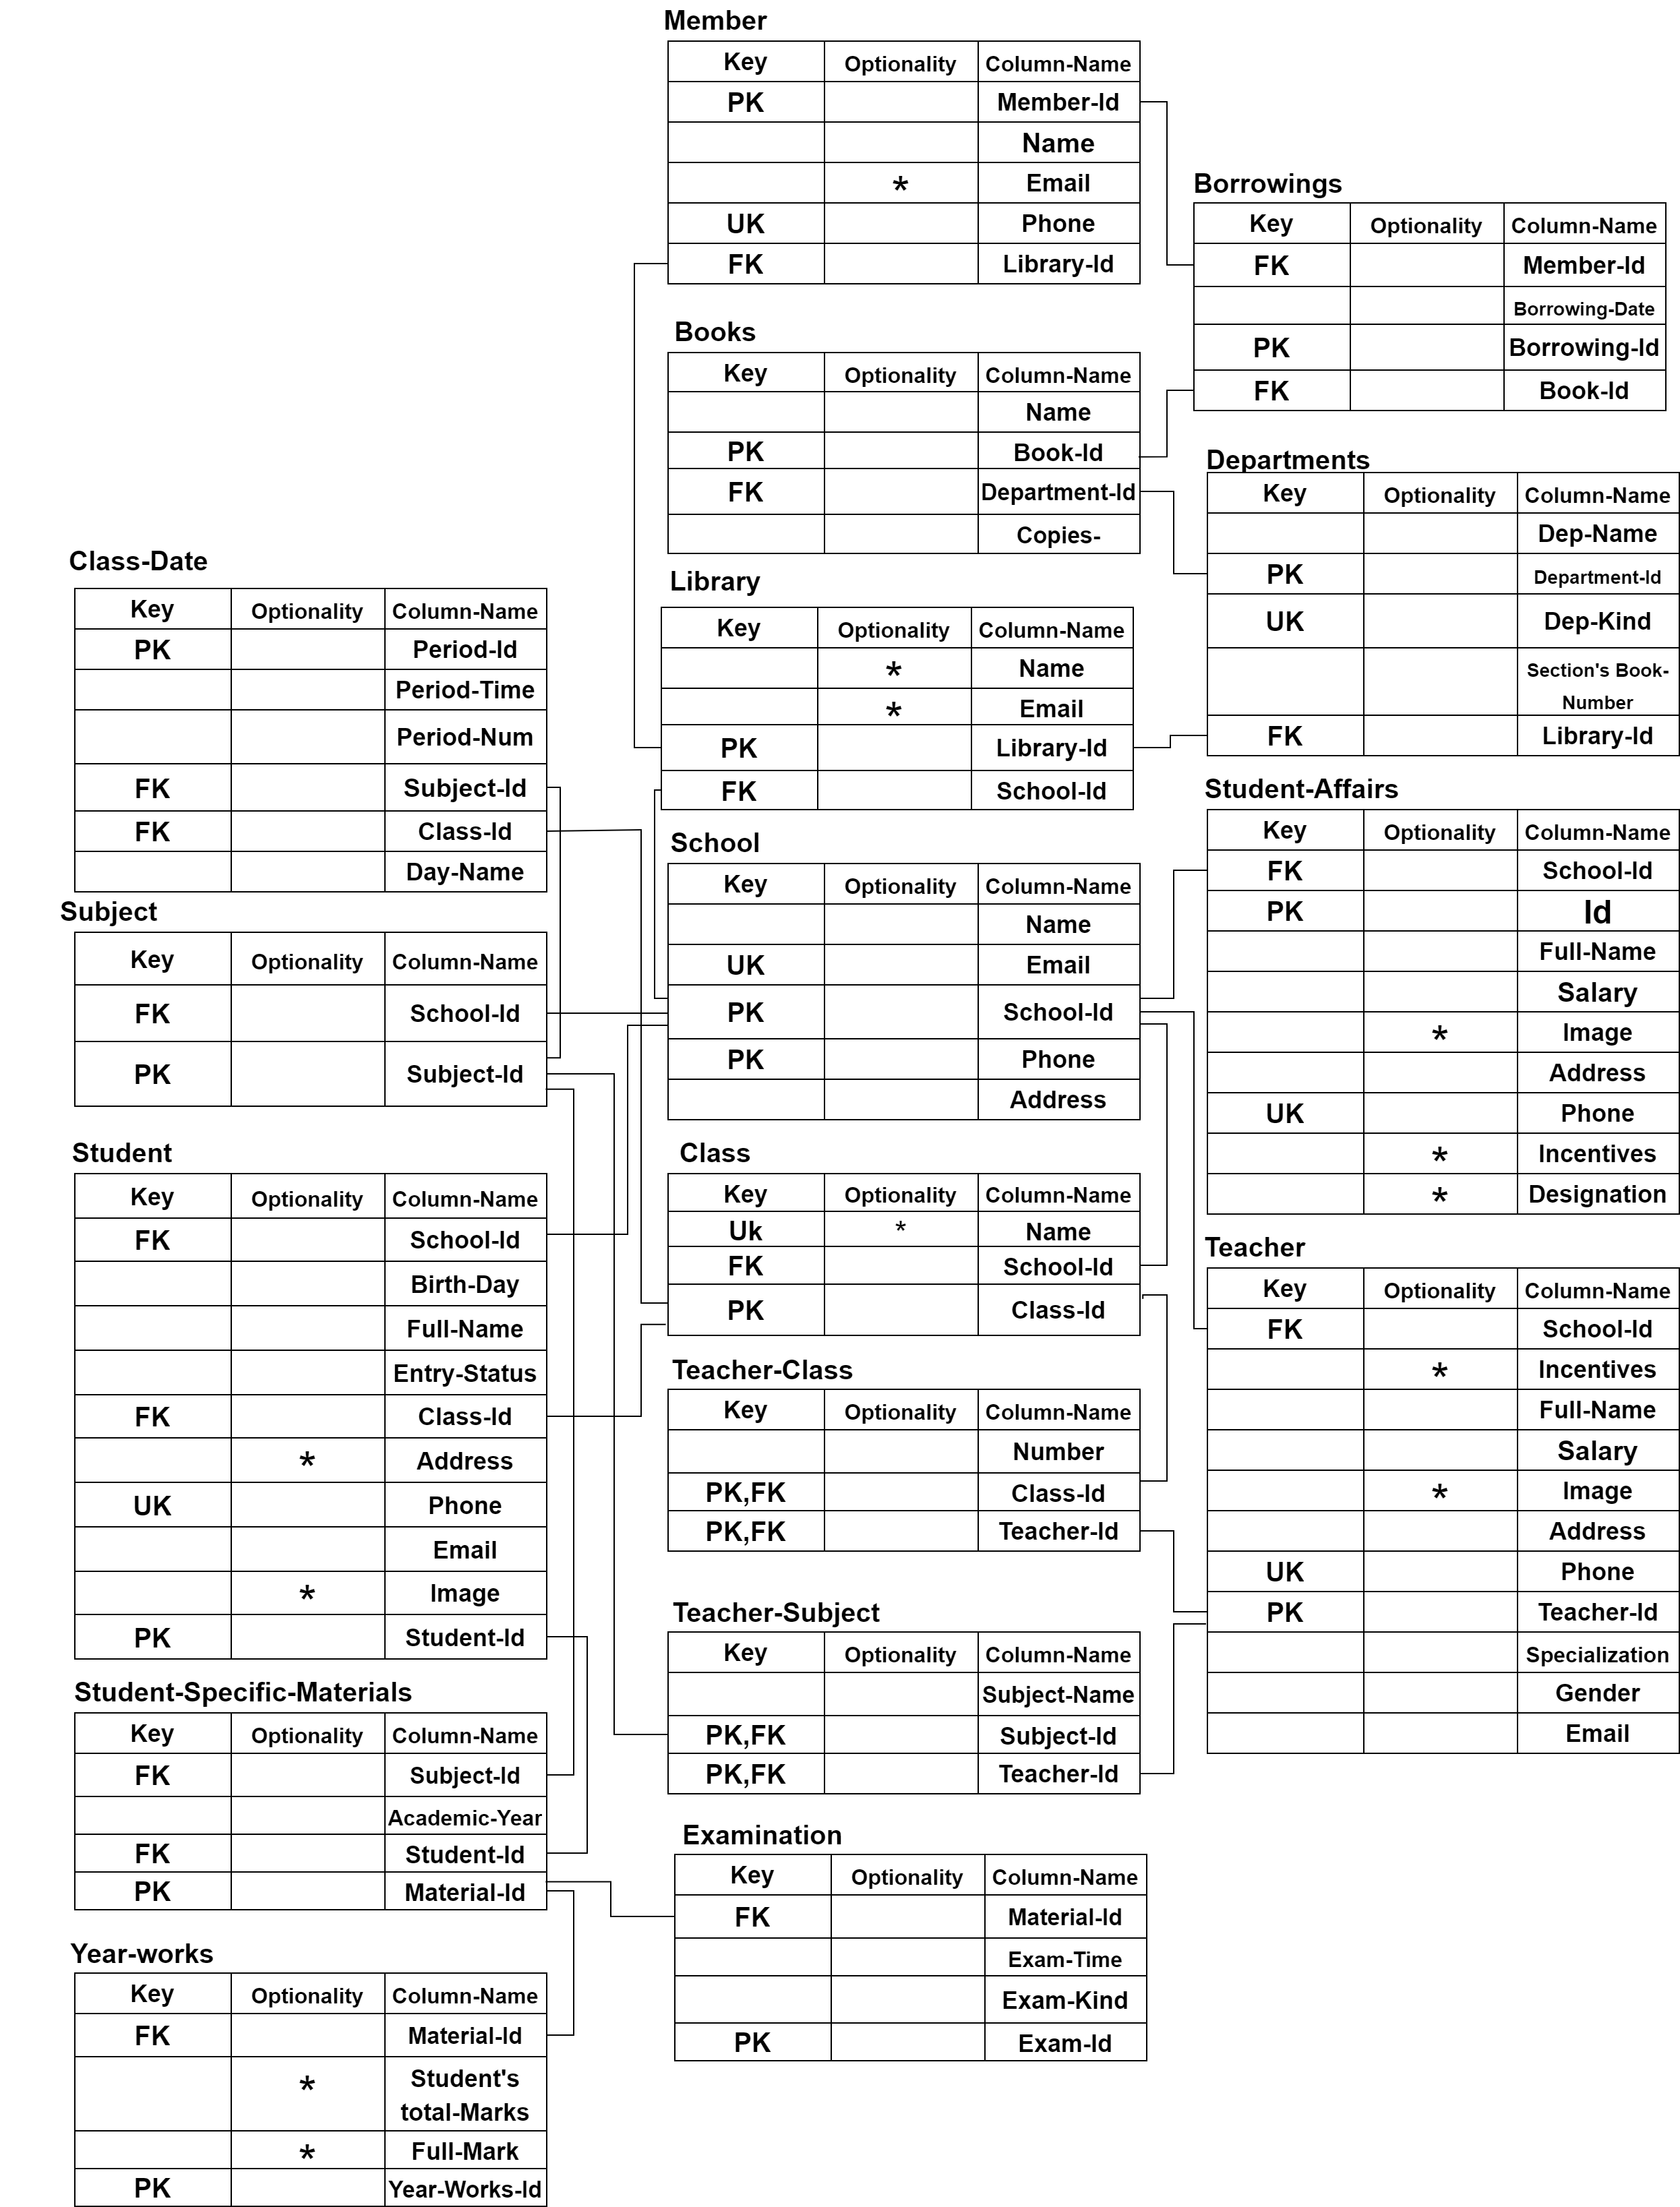 Member
Key Optionality Column-Name
PK Member-Id
Name
* Email
UK Phone
FK Library-Id
Borrowings
Key Optionality Column-Name
FK Member-Id
Borrowing-Date
PK Borrowing-Id
FK Book-Id
Books
Key Optionality Column-Name
Name
PK Book-Id
FK Department-Id
Copies-
Departments
Key Optionality Column-Name
Dep-Name
PK Department-Id
UK Dep-Kind
Section's Book-
Number
FK Library-Id
Class-Date
Key Optionality Column-Name
PK Period-Id
Period-Time
Period-Num
FK Subject-Id
FK Class-Id
Day-Name
Library
Key Optionality Column-Name
* Name
* Email
PK Library-Id
FK School-Id
Student-Affairs
Key Optionality Column-Name
FK School-Id
PK Id
Full-Name
Salary
* Image
Address
UK Phone
* Incentives
* Designation
School
Key Optionality Column-Name
Name
UK Email
PK School-Id
PK Phone
Address
Subject
Key Optionality Column-Name
FK School-Id
PK Subject-Id
Student
Key Optionality Column-Name
FK School-Id
Birth-Day
Full-Name
Entry-Status
FK Class-Id
* Address
UK Phone
Email
* Image
PK Student-Id
Class
Key Optionality Column-Name
Uk * Name
FK School-Id
PK Class-Id
Teacher
Key Optionality Column-Name
FK School-Id
* Incentives
Full-Name
Salary
* Image
Address
UK Phone
PK Teacher-Id
Specialization
Gender
Email
Teacher-Class
Key Optionality Column-Name
Number
PK,FK Class-Id
PK,FK Teacher-Id
Teacher-Subject
Key Optionality Column-Name
Subject-Name
PK,FK Subject-Id
PK,FK Teacher-Id
Student-Specific-Materials
Key Optionality Column-Name
FK Subject-Id
Academic-Year
FK Student-Id
PK Material-Id
Examination
Key Optionality Column-Name
FK Material-Id
Exam-Time
Exam-Kind
PK Exam-Id
Year-works
Key Optionality Column-Name
FK Material-Id
* Student's
total-Marks
* Full-Mark
PK Year-Works-Id